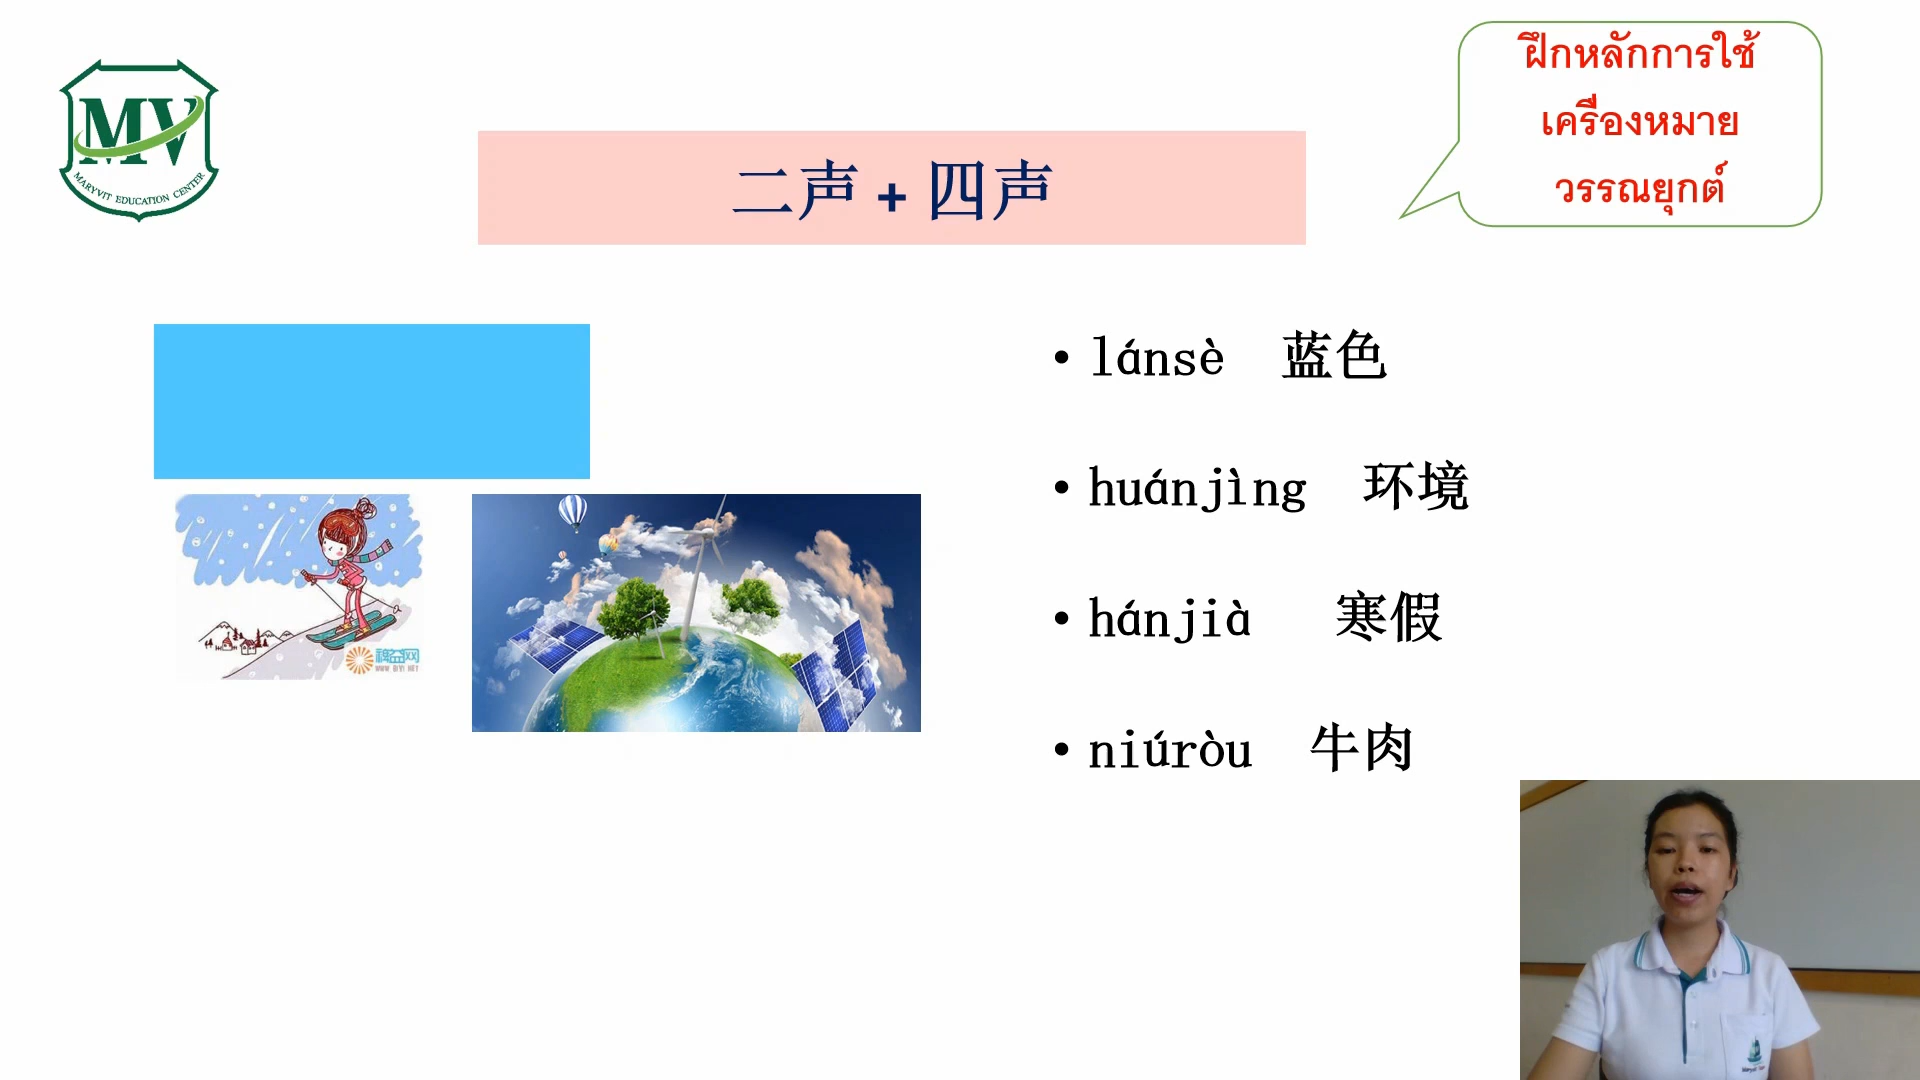 MV
MARYVIT EDUCATION CENTER
ฝึกหลักการใช้
เครื่องหมาย
วรรณยุกต์
二声 + 四声
• lánsè 蓝色
• huánjìng 环境
• hánjià 寒假
• niúròu 牛肉